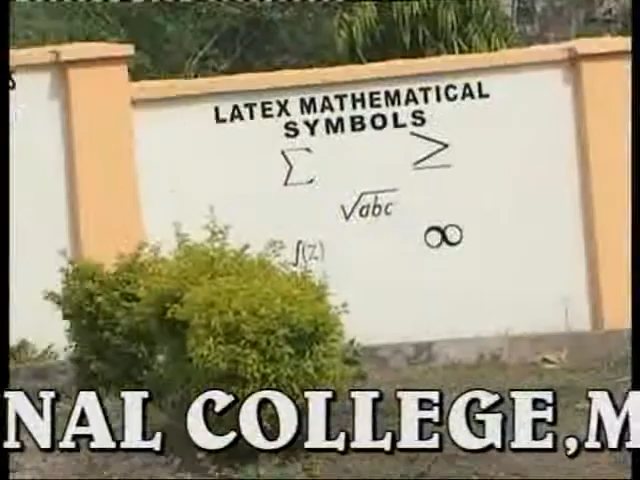 LATEX MATHEMATICAL
SYMBOLS
∑ ≥
√abc
∫(Z) ∞
NAL COLLEGE,M